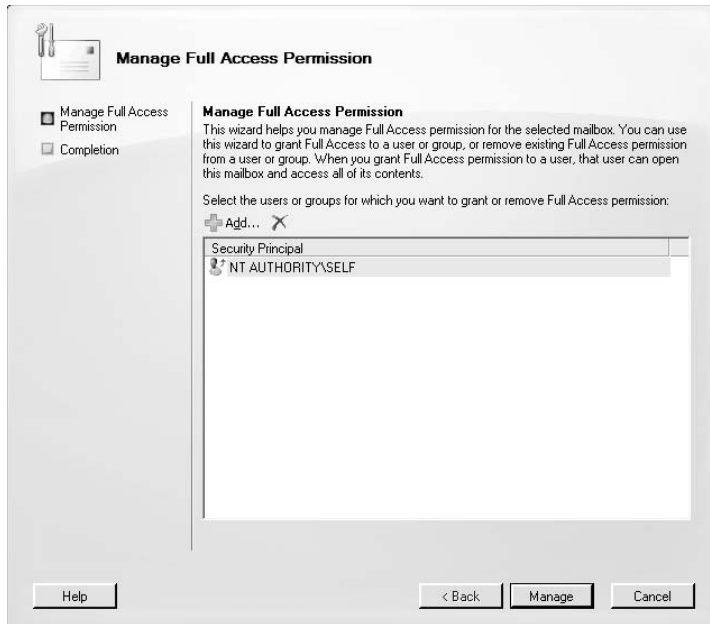 Manage Full Access Permission
Manage Full Access
Permission
Completion
Manage Full Access Permission
This wizard helps you manage Full Access permission for the selected mailbox. You can use
this wizard to grant Full Access to a user or group, or remove existing Full Access permission
from a user or group. When you grant Full Access permission to a user, that user can open
this mailbox and access all of its contents.
Select the users or groups for which you want to grant or remove Full Access permission:
Add...
Security Principal
NT AUTHORITY\SELF
Help
< Back
Manage
Cancel